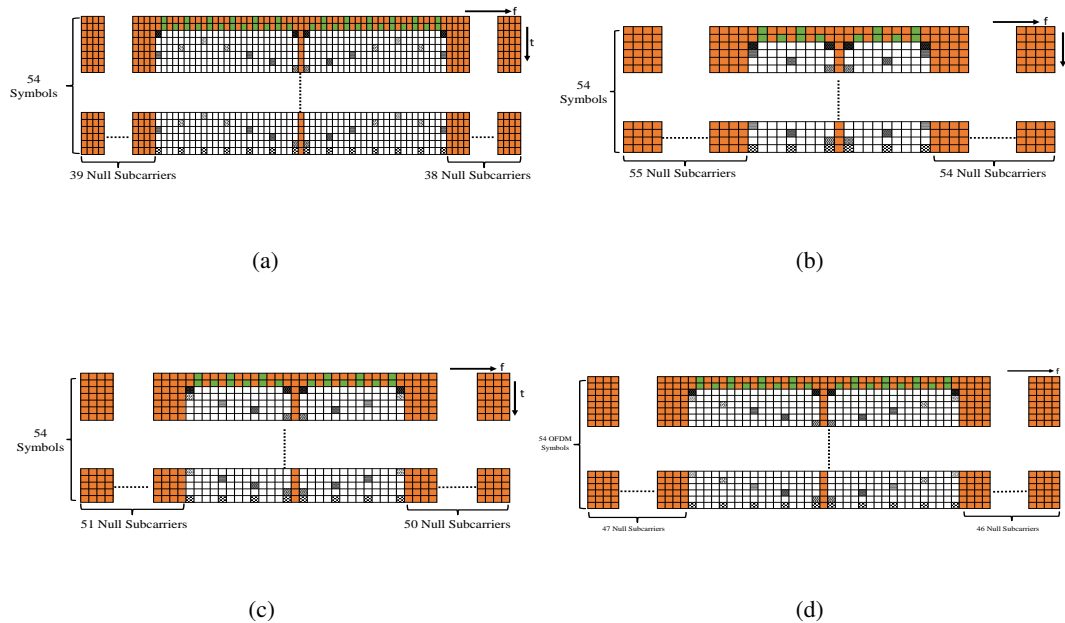 f
t
54
Symbols
39 Null Subcarriers
38 Null Subcarriers
(a)
f
t
54
Symbols
55 Null Subcarriers
54 Null Subcarriers
(b)
f
t
54
Symbols
51 Null Subcarriers
50 Null Subcarriers
(c)
f
54 OFDM
Symbols
47 Null Subcarriers
46 Null Subcarriers
(d)